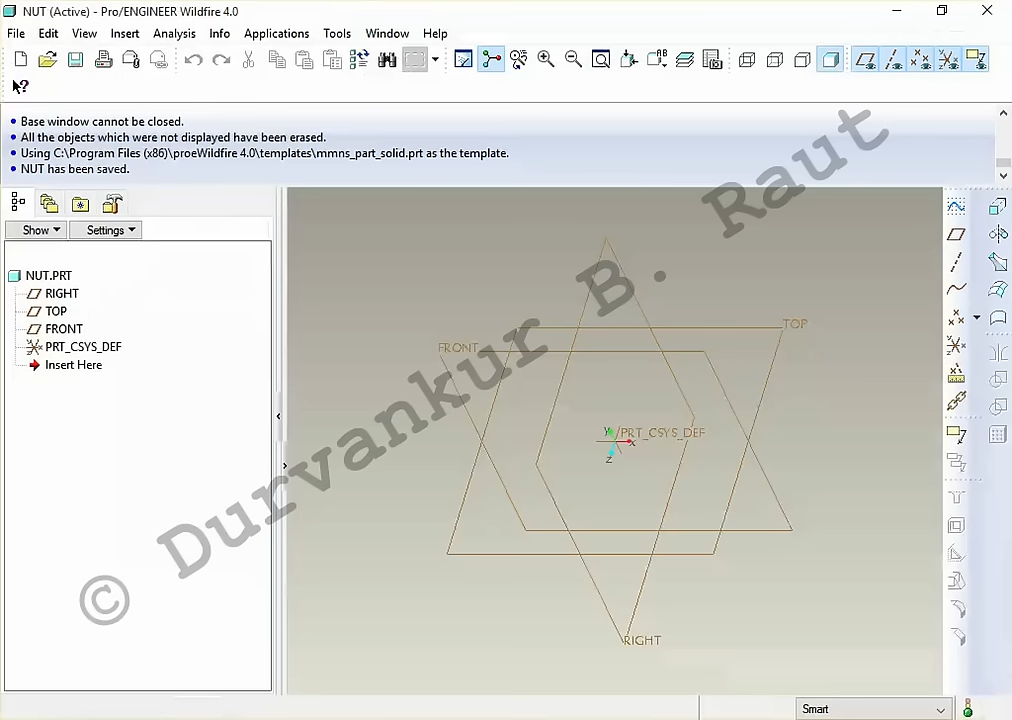 NUT (Active) - Pro/ENGINEER Wildfire 4.0
File Edit View Insert Analysis Info Applications Tools Window Help
• Base window cannot be closed.
• All the objects which were not displayed have been erased.
• Using C:\Program Files (x86)\proeWildfire 4.0\templates\mmns_part_solid.prt as the template.
• NUT has been saved.
Show Settings
NUT.PRT
RIGHT
TOP
FRONT
PRT_CSYS_DEF
Insert Here
TOP
FRONT
Y PRT_CSYS_DEF
X
Z
RIGHT
© Durvankur B. Raut
Smart